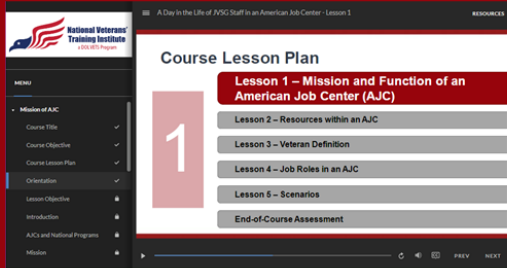 National Veterans'
Training Institute
a DOL VETS Program
A Day in the Life of JVSG Staff in an American Job Center - Lesson 1
RESOURCES
MENU
Mission of AJC
Course Title
Course Objective
Course Lesson Plan
Orientation
Lesson Objective
Introduction
AJCs and National Programs
Mission
Course Lesson Plan
1
Lesson 1 – Mission and Function of an
American Job Center (AJC)
Lesson 2 – Resources within an AJC
Lesson 3 – Veteran Definition
Lesson 4 – Job Roles in an AJC
Lesson 5 – Scenarios
End-of-Course Assessment
PREV
NEXT